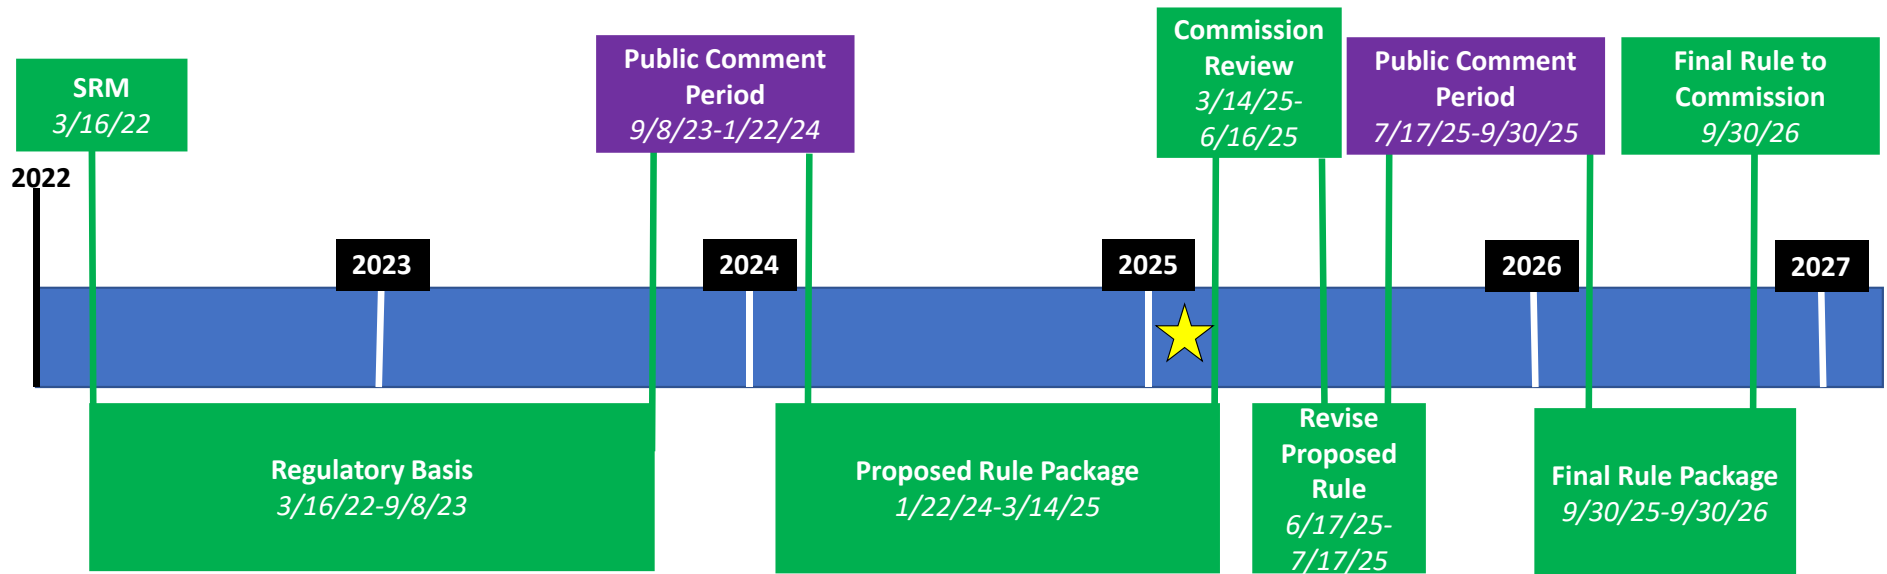 SRM
3/16/22
Public Comment
Period
9/8/23-1/22/24
Commission
Review
3/14/25-
6/16/25
Public Comment
Period
7/17/25-9/30/25
Final Rule to
Commission
9/30/26
2022
2023
2024
2025
2026
2027
Regulatory Basis
3/16/22-9/8/23
Proposed Rule Package
1/22/24-3/14/25
Revise
Proposed
Rule
6/17/25-
7/17/25
Final Rule Package
9/30/25-9/30/26